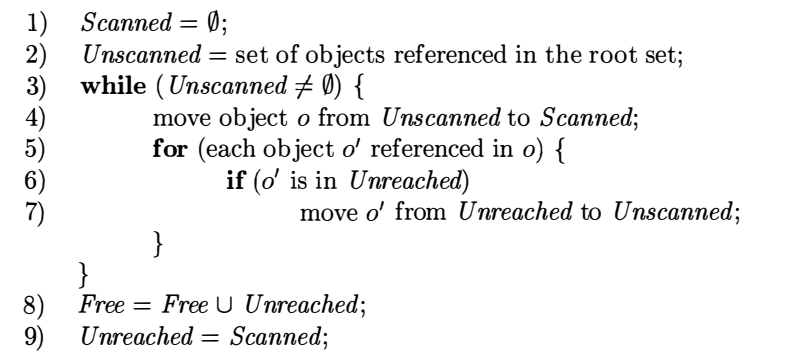 1) Scanned = ∅;
2) Unscanned = set of objects referenced in the root set;
3) while (Unscanned ≠ ∅) {
4) move object o from Unscanned to Scanned;
5) for (each object o′ referenced in o) {
6) if (o′ is in Unreached)
7) move o′ from Unreached to Unscanned;
}
}
8) Free = Free ∪ Unreached;
9) Unreached = Scanned;